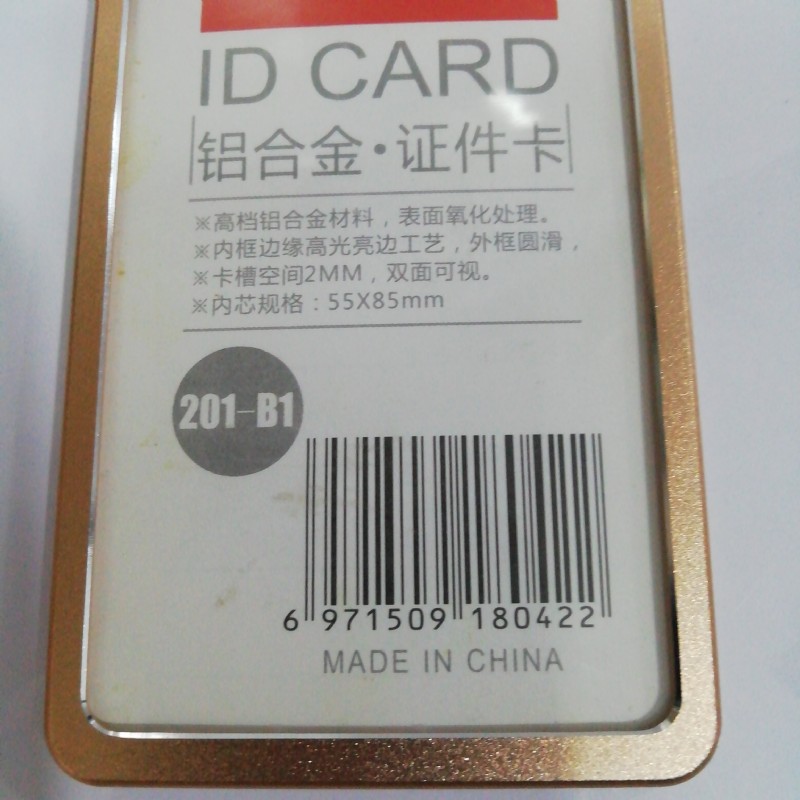 ID CARD
铝合金·证件卡
※高档铝合金材料，表面氧化处理。
※内框边缘高光亮边工艺，外框圆滑，
※卡槽空间2MM，双面可视。
※内芯规格：55X85mm
201-B1
6 971509 180422
MADE IN CHINA